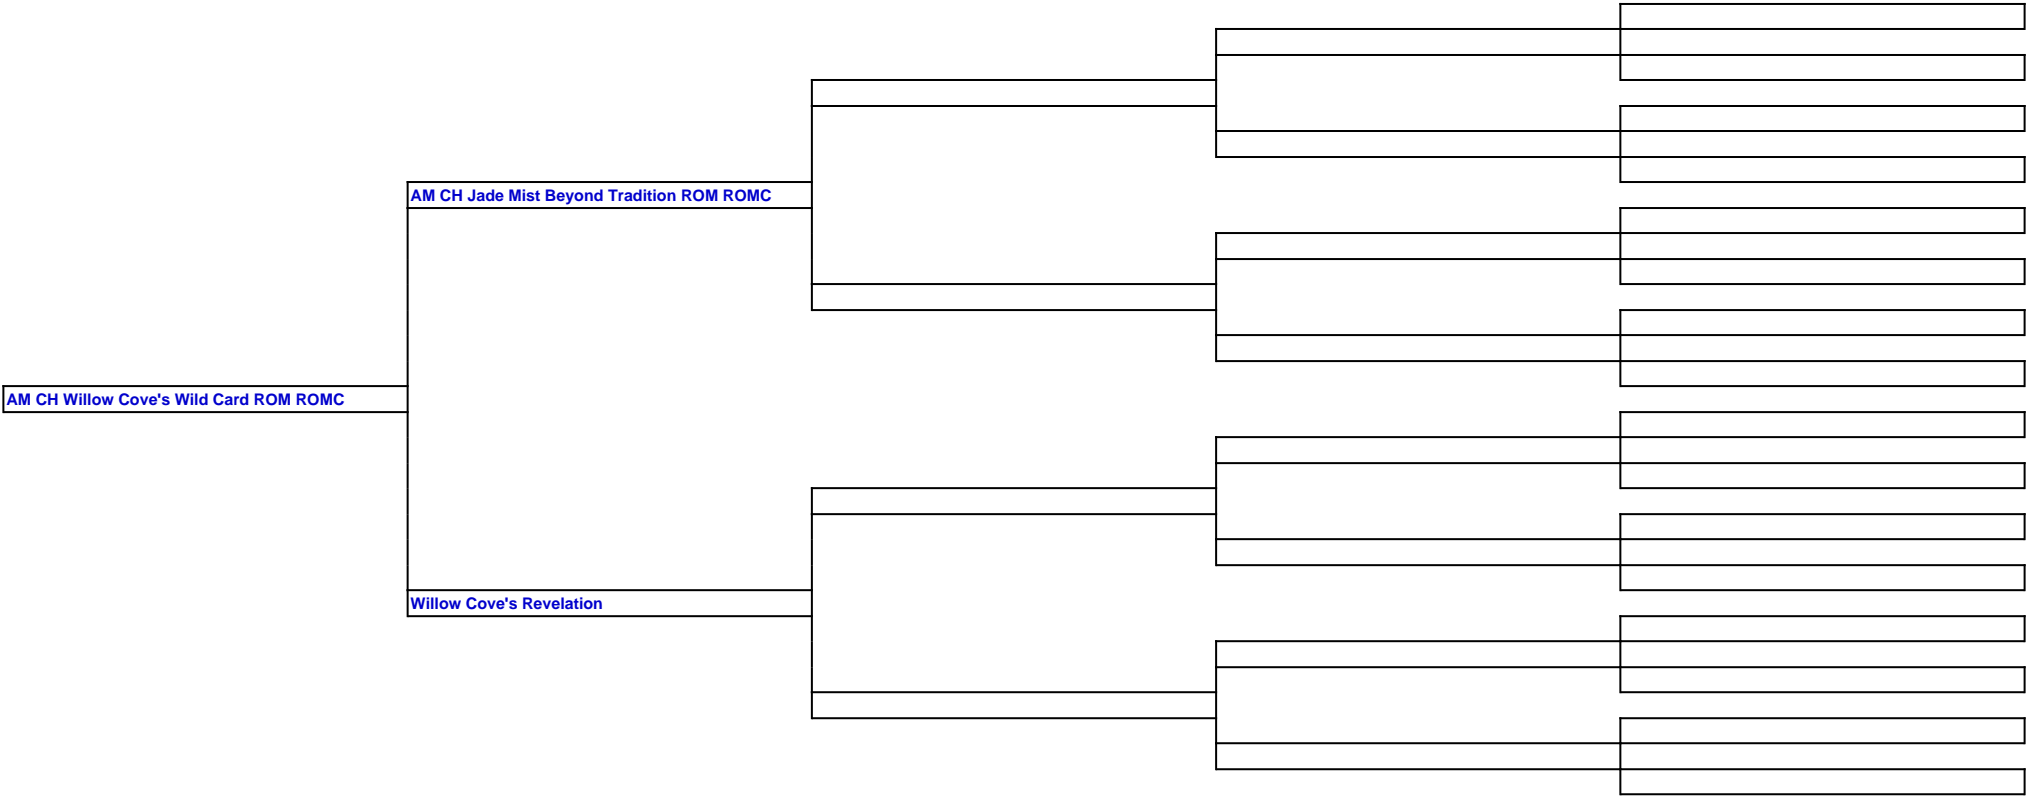 AM CH Jade Mist Beyond Tradition ROM ROMC
AM CH Willow Cove's Wild Card ROM ROMC
Willow Cove's Revelation